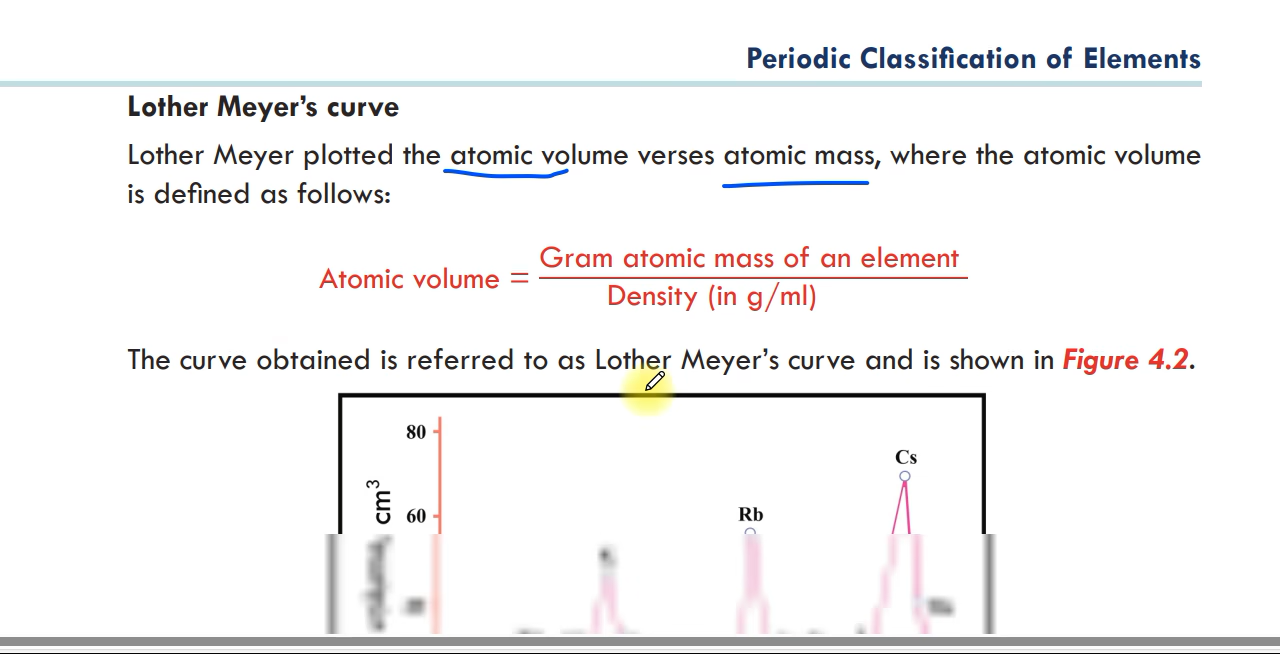 Periodic Classification of Elements
Lother Meyer’s curve
Lother Meyer plotted the atomic volume verses atomic mass, where the atomic volume
is defined as follows:
Atomic volume = Gram atomic mass of an element
Density (in g/ml)
The curve obtained is referred to as Lother Meyer’s curve and is shown in Figure 4.2.
80
Cs
cm³
60
Rb